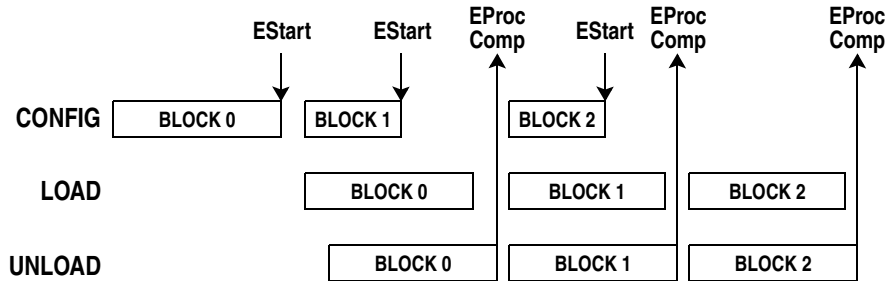 EStart
EStart
EProc
Comp
EStart
EProc
Comp
EProc
Comp
CONFIG
BLOCK 0
BLOCK 1
BLOCK 2
LOAD
BLOCK 0
BLOCK 1
BLOCK 2
UNLOAD
BLOCK 0
BLOCK 1
BLOCK 2